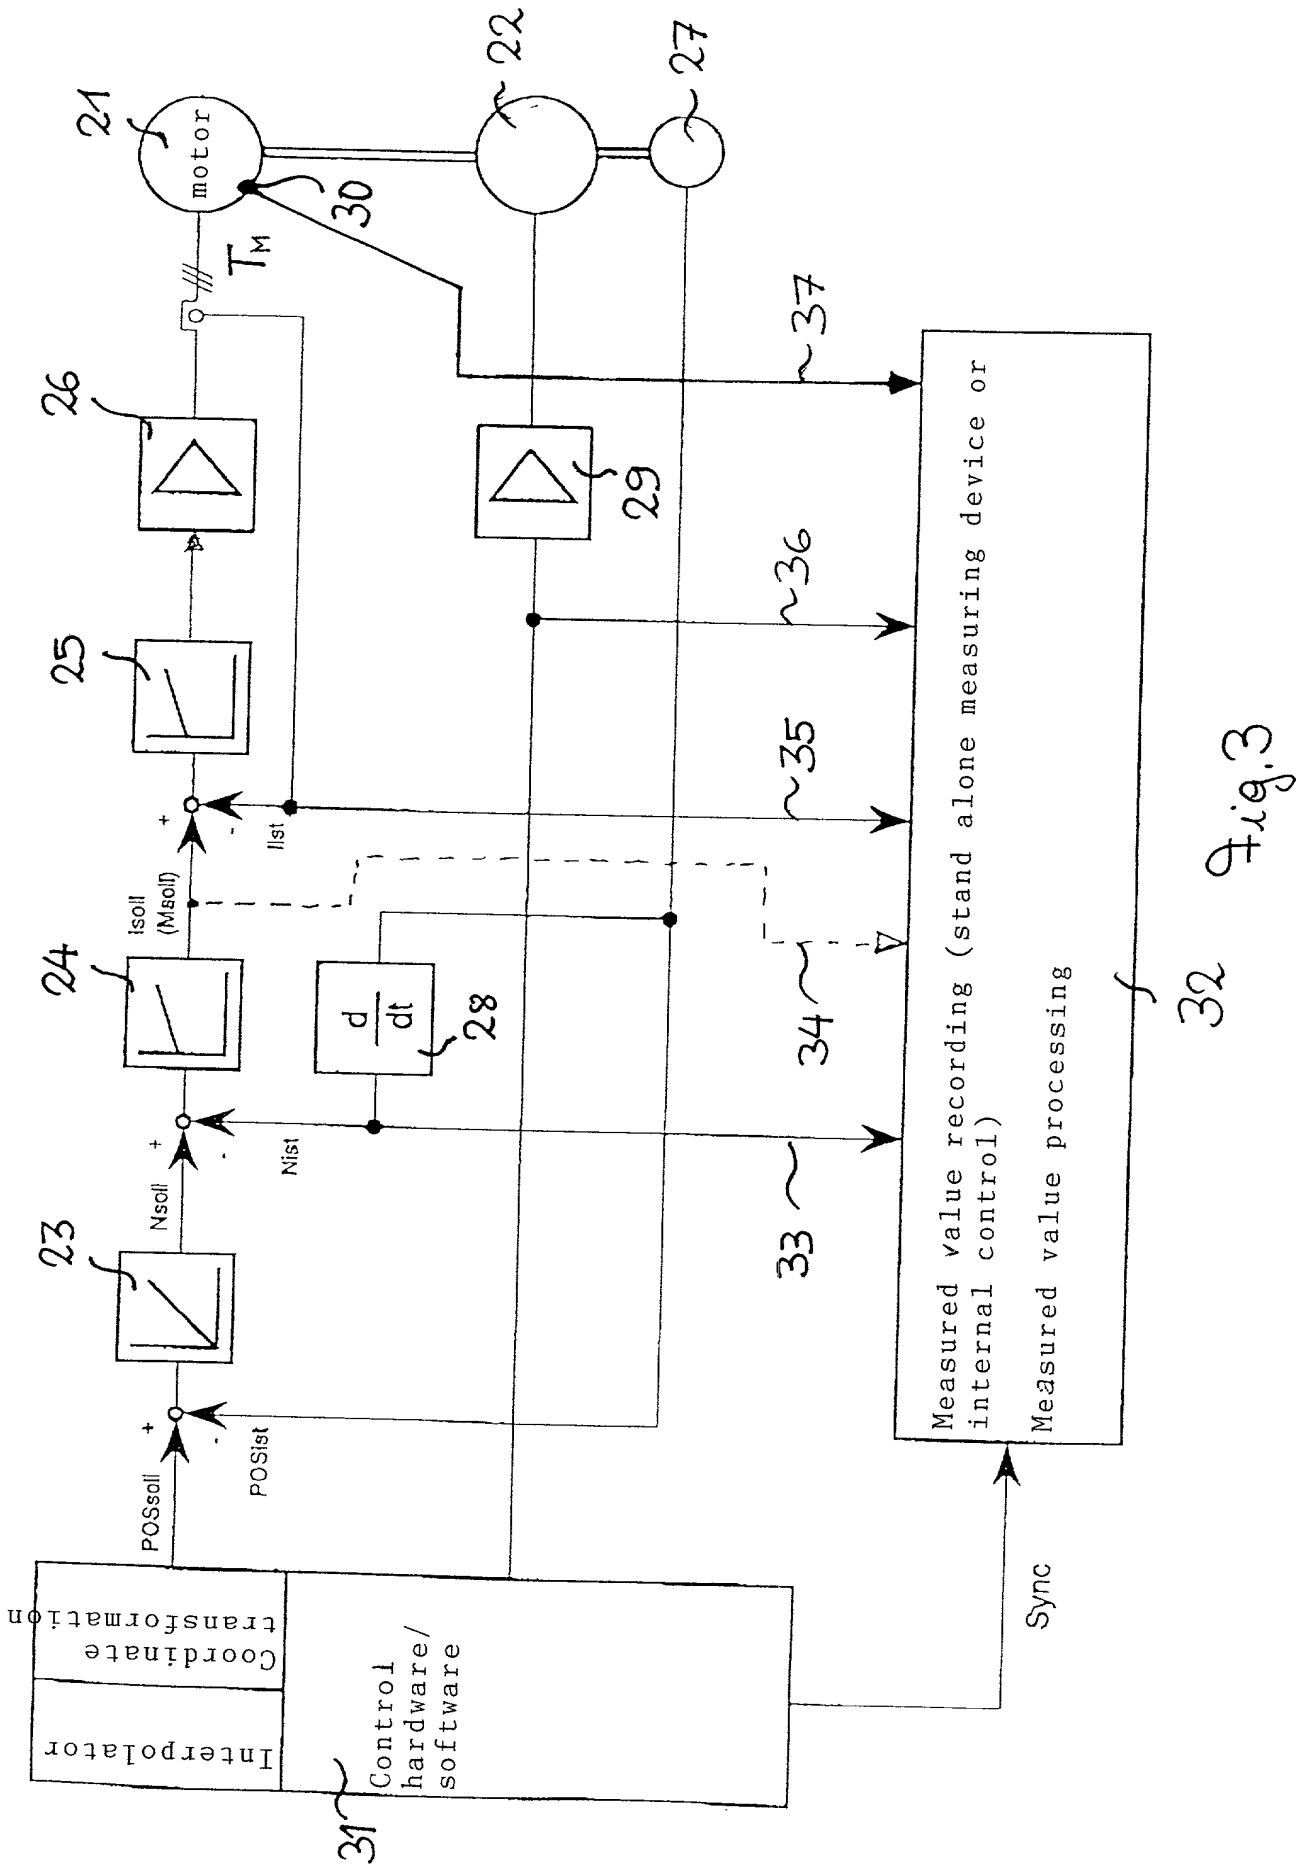 Interpolator
Coordinate
transformation
Control
hardware/
software
31
POSsoll
+
-
POSist
23
Nsoll
+
-
Nist
24
Isoll
(Msoll)
+
-
IIst
25
26
TM
21
motor
30
22
27
d
dt
28
29
33
34
35
36
37
Sync
Measured value recording (stand alone measuring device or
internal control)
Measured value processing
32
Fig.3